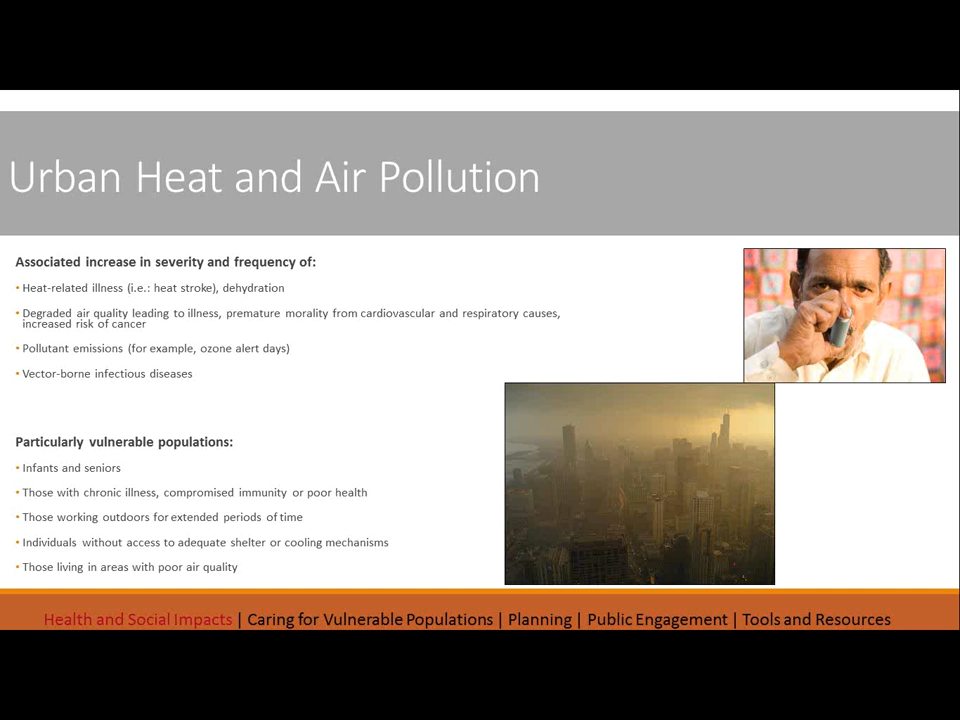 Urban Heat and Air Pollution
Associated increase in severity and frequency of:
• Heat-related illness (i.e.: heat stroke), dehydration
• Degraded air quality leading to illness, premature morality from cardiovascular and respiratory causes,
increased risk of cancer
• Pollutant emissions (for example, ozone alert days)
• Vector-borne infectious diseases
Particularly vulnerable populations:
• Infants and seniors
• Those with chronic illness, compromised immunity or poor health
• Those working outdoors for extended periods of time
• Individuals without access to adequate shelter or cooling mechanisms
• Those living in areas with poor air quality
Health and Social Impacts | Caring for Vulnerable Populations | Planning | Public Engagement | Tools and Resources